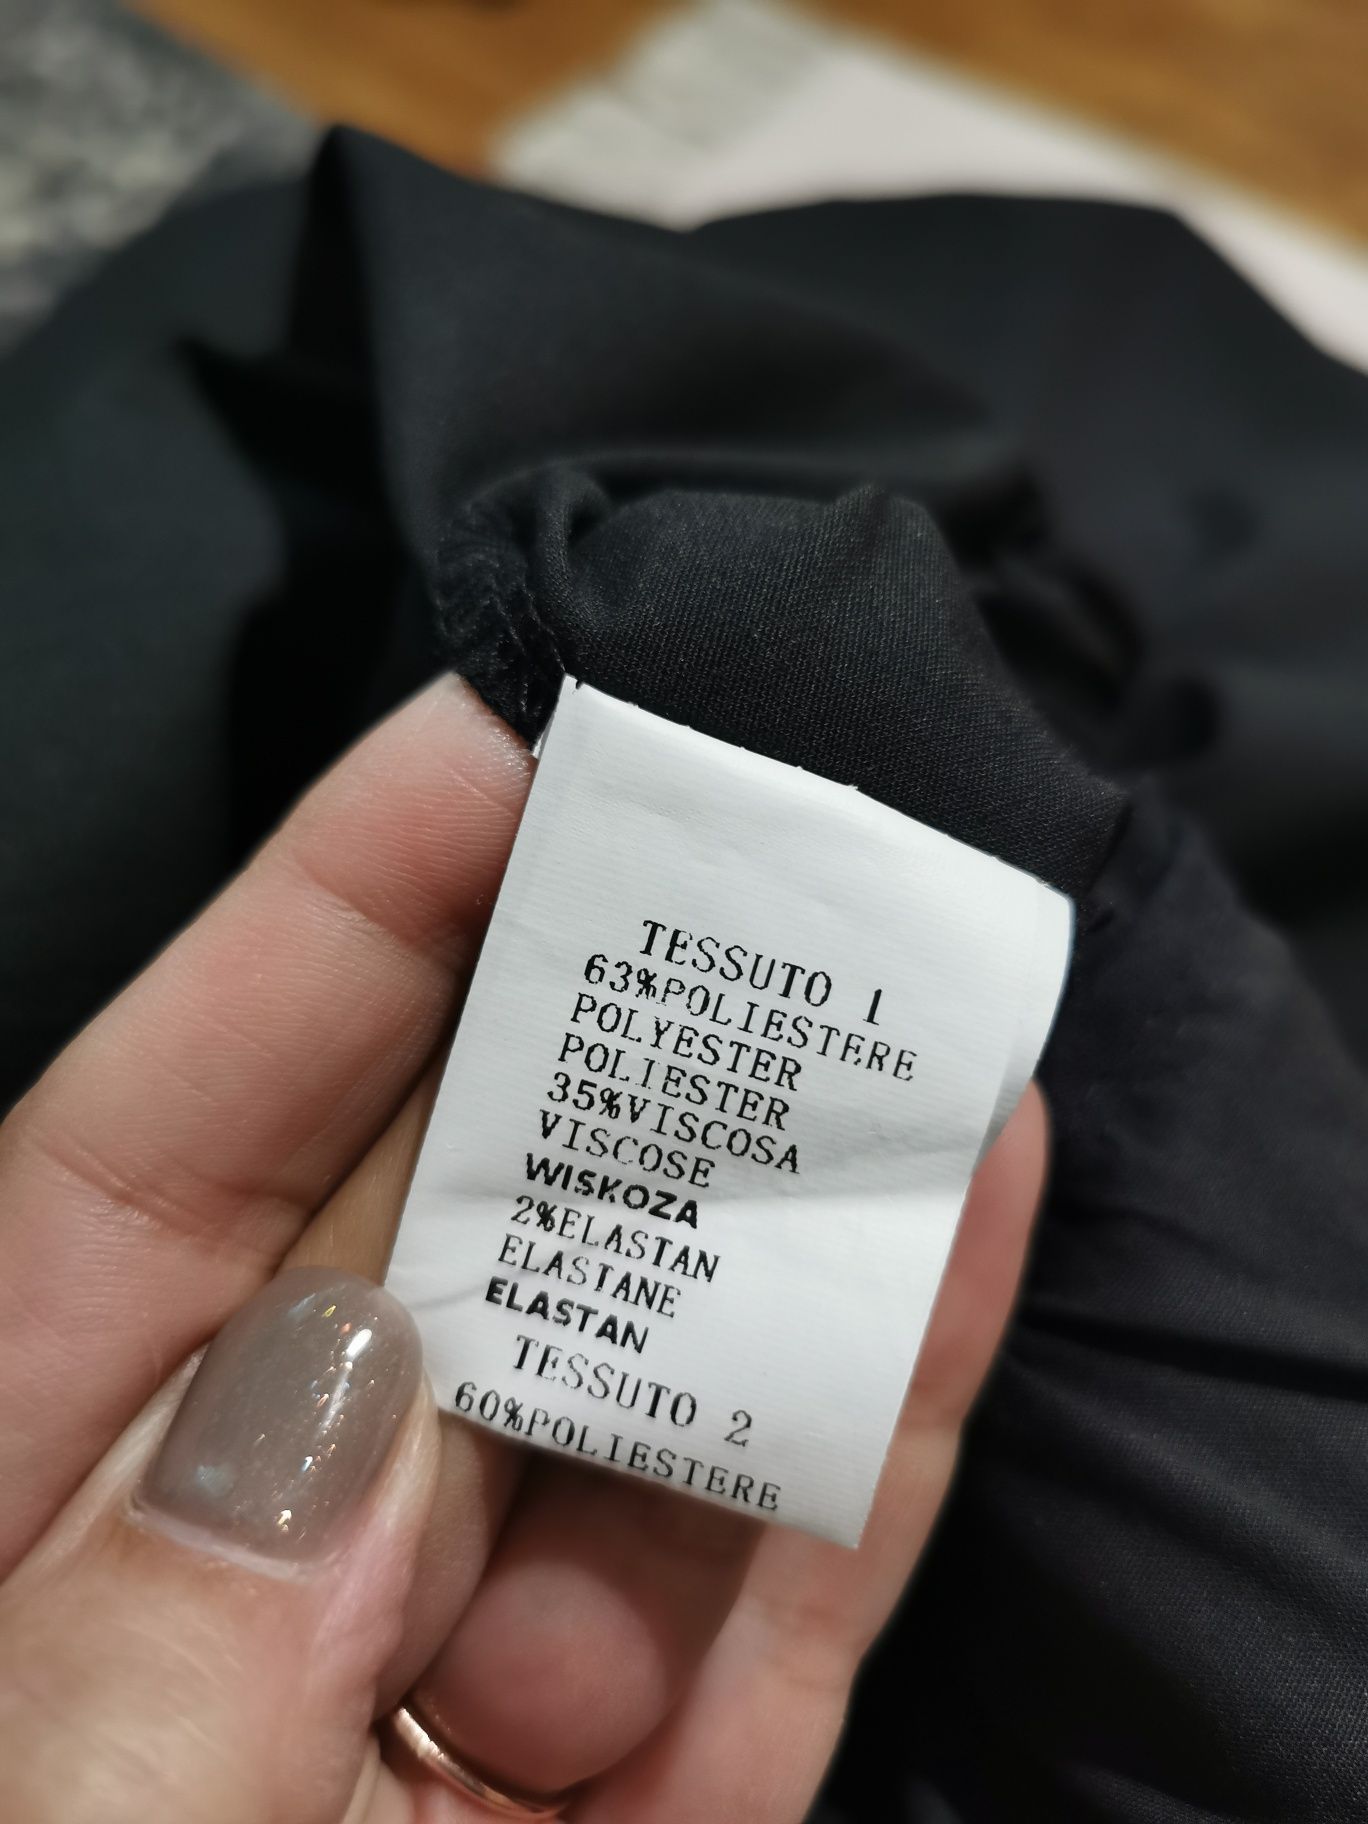 TESSUTO 1
63%POLIESTERE
POLYESTER
POLIESTER
35%VISCOSA
VISCOSE
WISKOZA
2%ELASTAN
ELASTANE
ELASTAN
TESSUTO 2
60%POLIESTERE